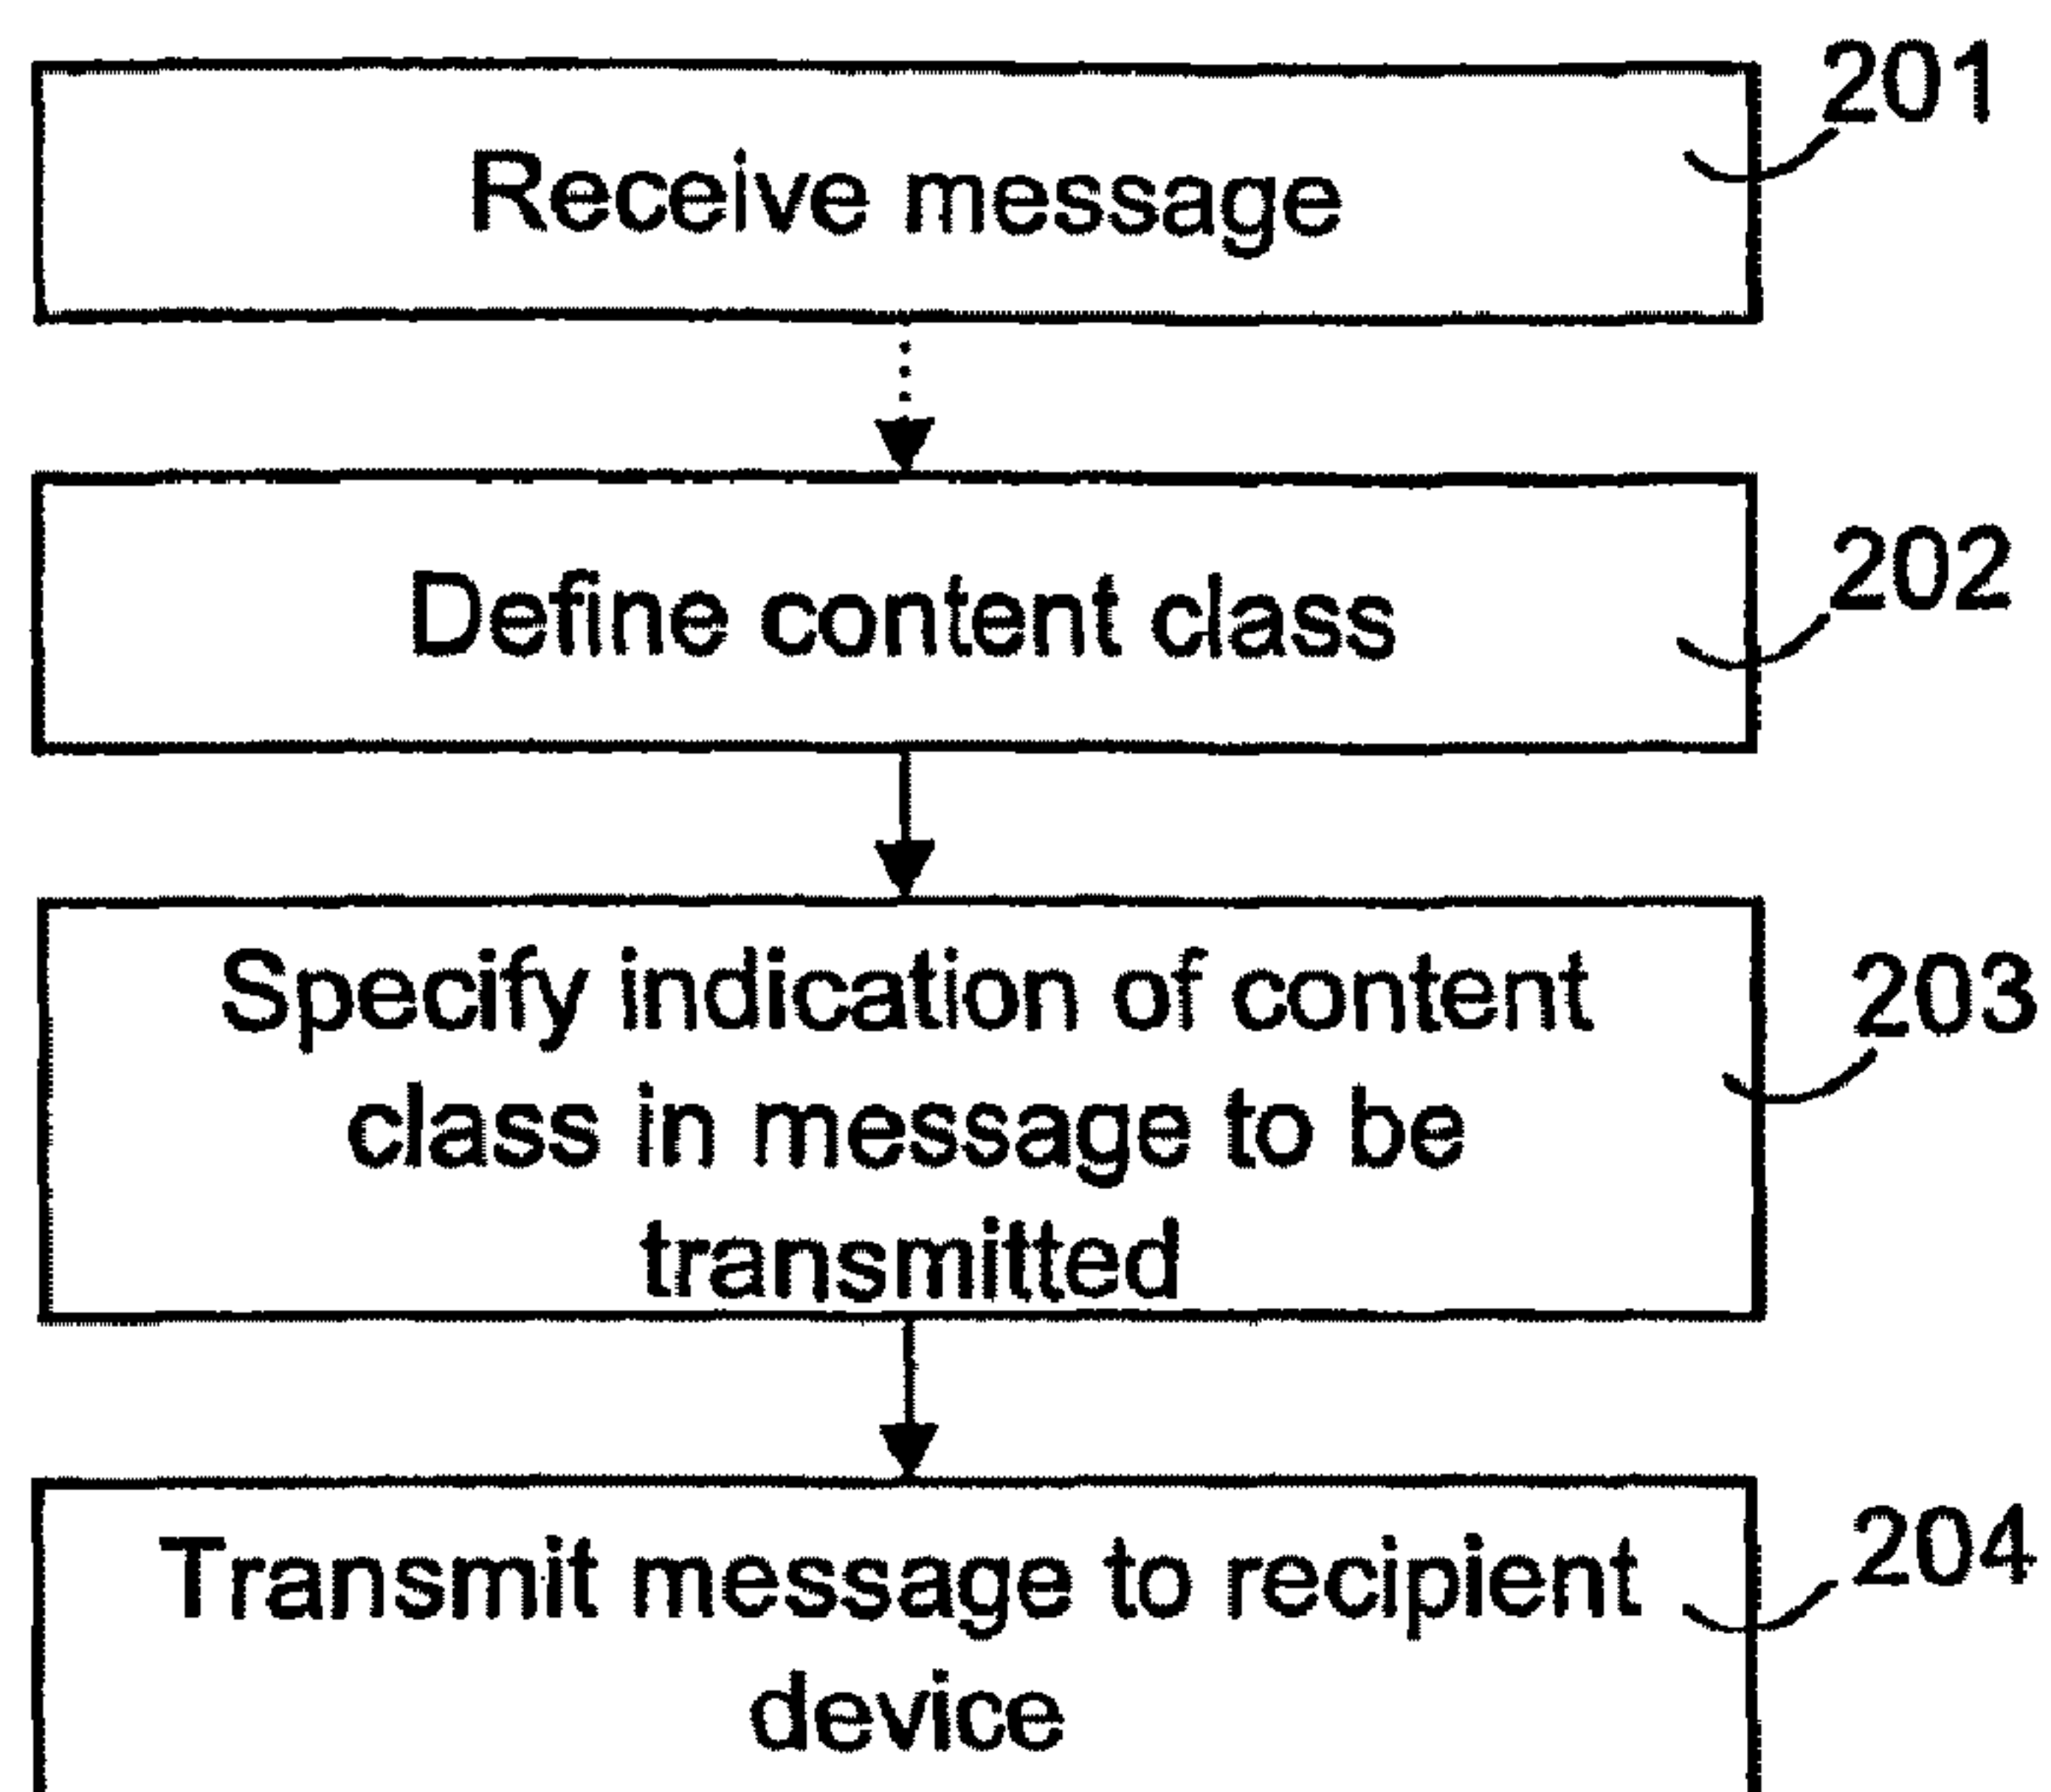 201
Receive message
202
Define content class
203
Specify indication of content
class in message to be
transmitted
204
Transmit message to recipient
device